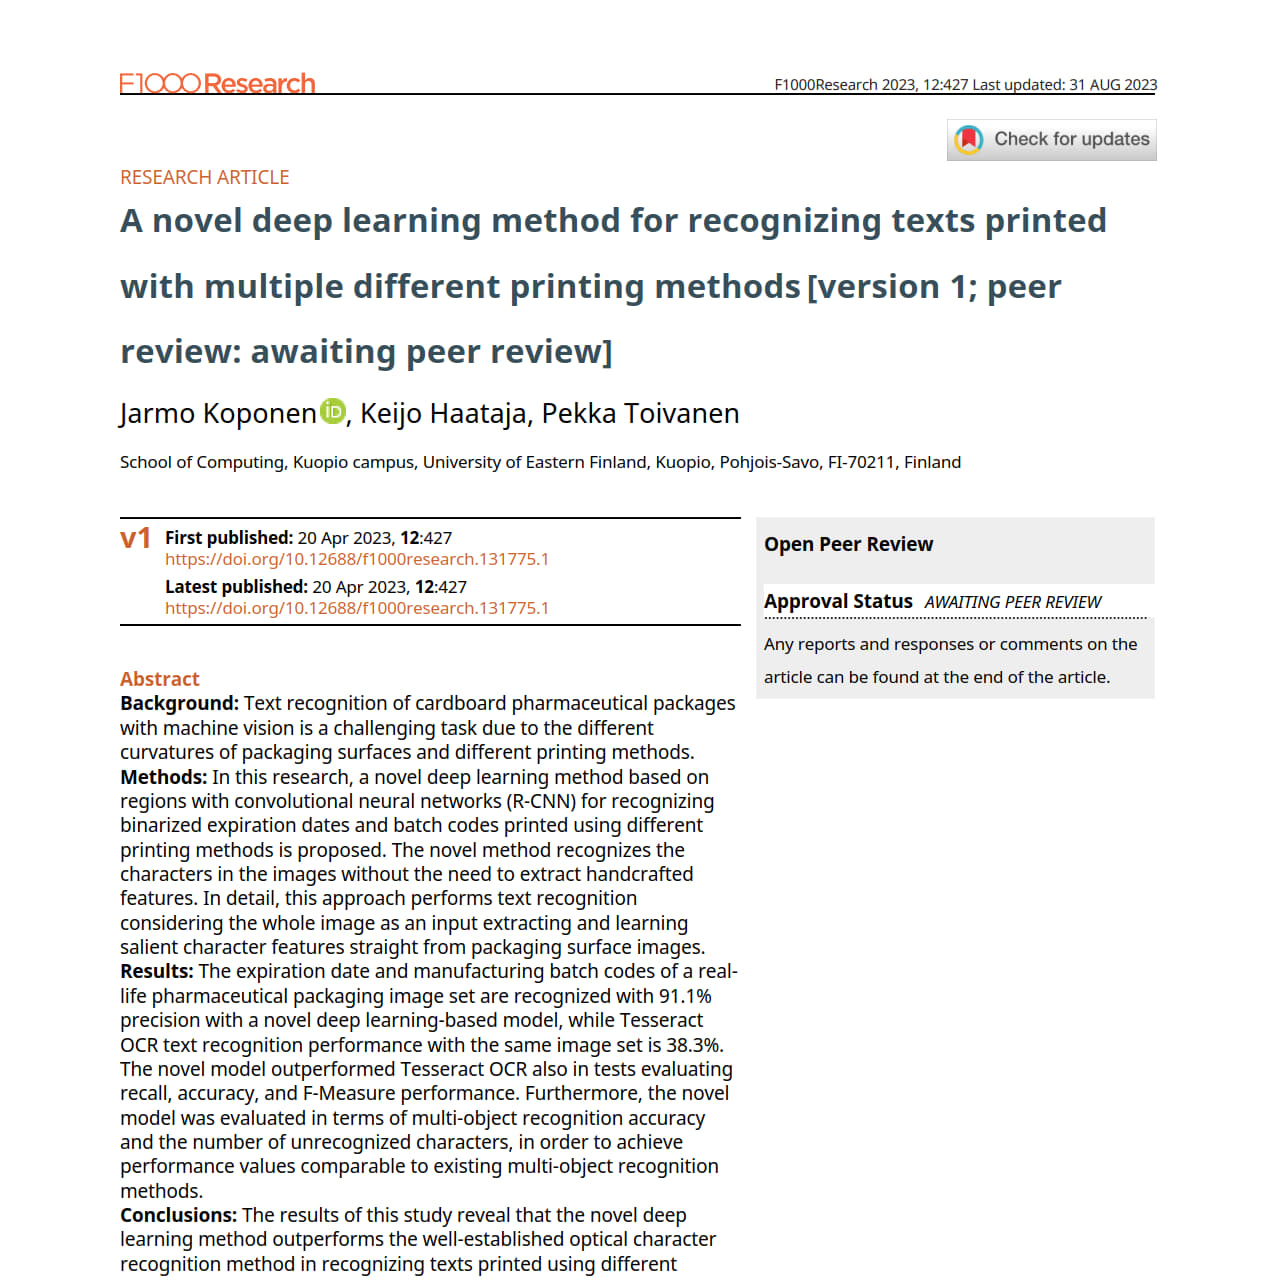 F1000Research
F1000Research 2023, 12:427 Last updated: 31 AUG 2023
Check for updates
RESEARCH ARTICLE
A novel deep learning method for recognizing texts printed
with multiple different printing methods [version 1; peer
review: awaiting peer review]
Jarmo Koponen iD, Keijo Haataja, Pekka Toivanen
School of Computing, Kuopio campus, University of Eastern Finland, Kuopio, Pohjois-Savo, FI-70211, Finland
v1 First published: 20 Apr 2023, 12:427
https://doi.org/10.12688/f1000research.131775.1
Latest published: 20 Apr 2023, 12:427
https://doi.org/10.12688/f1000research.131775.1
Open Peer Review
Approval Status AWAITING PEER REVIEW
Any reports and responses or comments on the
article can be found at the end of the article.
Abstract
Background: Text recognition of cardboard pharmaceutical packages
with machine vision is a challenging task due to the different
curvatures of packaging surfaces and different printing methods.
Methods: In this research, a novel deep learning method based on
regions with convolutional neural networks (R-CNN) for recognizing
binarized expiration dates and batch codes printed using different
printing methods is proposed. The novel method recognizes the
characters in the images without the need to extract handcrafted
features. In detail, this approach performs text recognition
considering the whole image as an input extracting and learning
salient character features straight from packaging surface images.
Results: The expiration date and manufacturing batch codes of a real-
life pharmaceutical packaging image set are recognized with 91.1%
precision with a novel deep learning-based model, while Tesseract
OCR text recognition performance with the same image set is 38.3%.
The novel model outperformed Tesseract OCR also in tests evaluating
recall, accuracy, and F-Measure performance. Furthermore, the novel
model was evaluated in terms of multi-object recognition accuracy
and the number of unrecognized characters, in order to achieve
performance values comparable to existing multi-object recognition
methods.
Conclusions: The results of this study reveal that the novel deep
learning method outperforms the well-established optical character
recognition method in recognizing texts printed using different